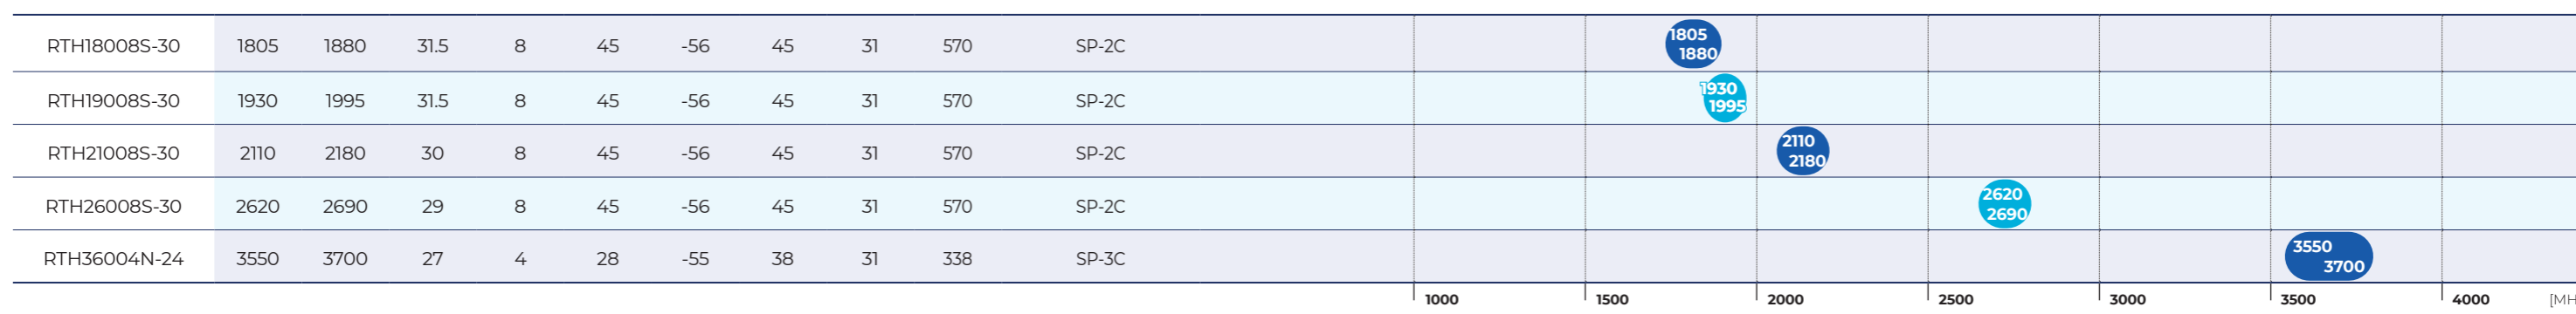 RTH18008S-30 1805 1880 31.5 8 45 -56 45 31 570 SP-2C 1805 1880
RTH19008S-30 1930 1995 31.5 8 45 -56 45 31 570 SP-2C 1930 1995
RTH21008S-30 2110 2180 30 8 45 -56 45 31 570 SP-2C 2110 2180
RTH26008S-30 2620 2690 29 8 45 -56 45 31 570 SP-2C 2620 2690
RTH36004N-24 3550 3700 27 4 28 -55 38 31 338 SP-3C 3550 3700
1000 1500 2000 2500 3000 3500 4000 [MH